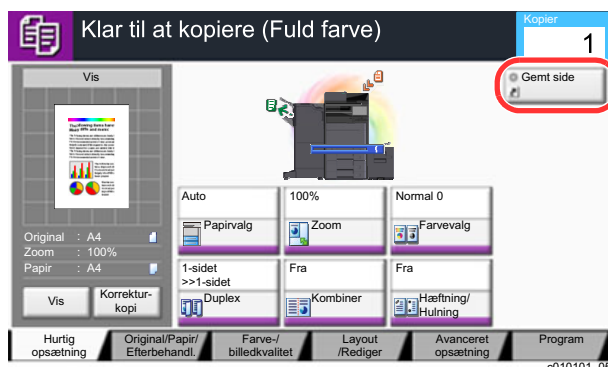 Klar til at kopiere (Fuld farve)
Kopier
1
Gemt side
Vis
Original : A4
Zoom : 100%
Papir : A4
Vis
Korrektur-
kopi
Auto
Papirvalg
100%
Zoom
Normal 0
Farvevalg
1-sidet
>>1-sidet
Duplex
Fra
Kombiner
Fra
Hæftning/
Hulning
Hurtig
opsætning
Original/Papir/
Efterbehandl.
Farve-/
billedkvalitet
Layout
/Rediger
Avanceret
opsætning
Program